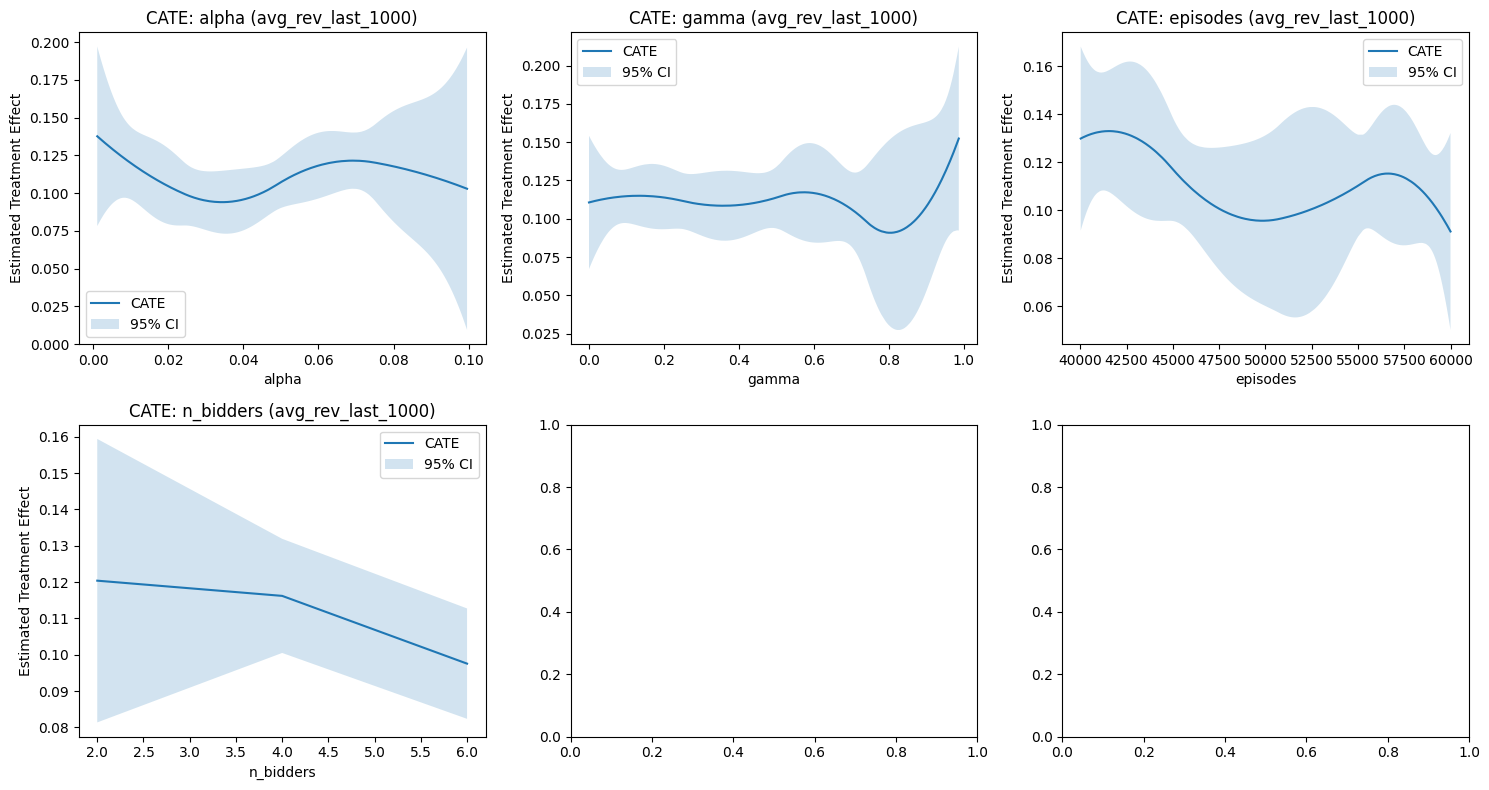 CATE: alpha (avg_rev_last_1000)
Estimated Treatment Effect
0.200
0.175
0.150
0.125
0.100
0.075
0.050
0.025
0.000
CATE
95% CI
0.00 0.02 0.04 0.06 0.08 0.10
alpha
CATE: gamma (avg_rev_last_1000)
Estimated Treatment Effect
0.200
0.175
0.150
0.125
0.100
0.075
0.050
0.025
CATE
95% CI
0.0 0.2 0.4 0.6 0.8 1.0
gamma
CATE: episodes (avg_rev_last_1000)
Estimated Treatment Effect
0.16
0.14
0.12
0.10
0.08
0.06
CATE
95% CI
40000 42500 45000 47500 50000 52500 55000 57500 60000
episodes
CATE: n_bidders (avg_rev_last_1000)
Estimated Treatment Effect
0.16
0.15
0.14
0.13
0.12
0.11
0.10
0.09
0.08
CATE
95% CI
2.0 2.5 3.0 3.5 4.0 4.5 5.0 5.5 6.0
n_bidders
1.0
0.8
0.6
0.4
0.2
0.0
0.0 0.2 0.4 0.6 0.8 1.0
1.0
0.8
0.6
0.4
0.2
0.0
0.0 0.2 0.4 0.6 0.8 1.0